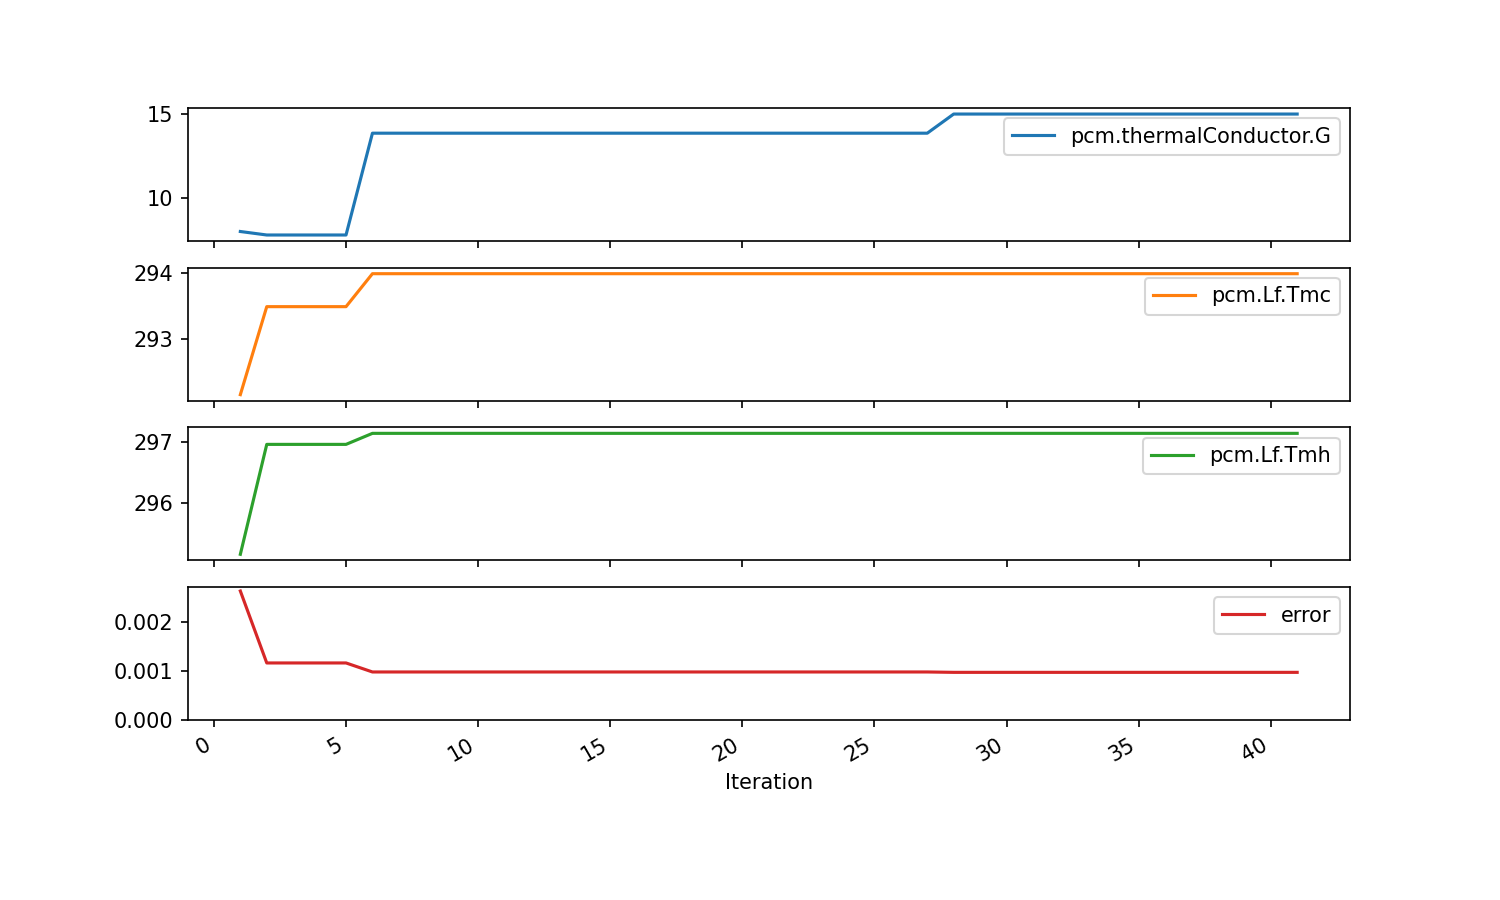 15
10
pcm.thermalConductor.G
294
293
pcm.Lf.Tmc
297
296
pcm.Lf.Tmh
0.002
0.001
0.000
error
0 5 10 15 20 25 30 35 40
Iteration